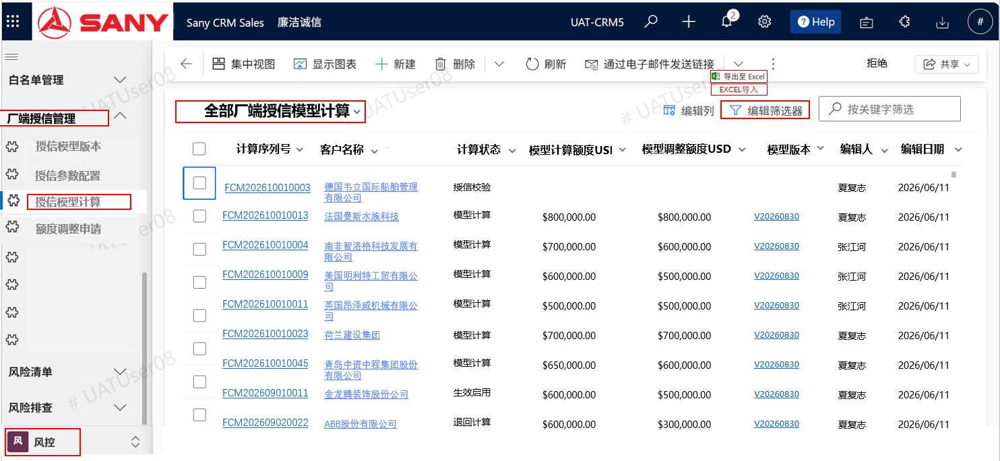 SANY Sany CRM Sales 廉洁诚信 UAT-CRM5 2 Help #
集中视图 显示图表 新建 删除 刷新 通过电子邮件发送链接 拒绝 共享
导出至 Excel
EXCEL导入
白名单管理
厂端授信管理
授信模型版本
授信参数配置
授信模型计算
额度调整申请
风险清单
风险排查
风 风控
全部厂端授信模型计算 编辑列 编辑筛选器 按关键字筛选
计算序列号 客户名称 计算状态 模型计算额度USI 模型调整额度USD 模型版本 编辑人 编辑日期
FCM202610010003 德国韦立国际船舶管理 授信校验 夏复志 2026/06/11
有限公司
FCM202610010013 法国曼斯水族科技 模型计算 $800,000.00 $800,000.00 V20260830 夏复志 2026/06/11
FCM202610010004 南非智洛格科技发展有 模型计算 $700,000.00 $600,000.00 V20260830 张江河 2026/06/11
限公司
FCM202610010009 美国明利特工贸有限公 模型计算 $600,000.00 $500,000.00 V20260830 张江河 2026/06/11
司
FCM202610010011 英国昂泽威机械有限公 模型计算 $500,000.00 $500,000.00 V20260830 张江河 2026/06/11
司
FCM202610010023 荷兰建设集团 模型计算 $700,000.00 $700,000.00 V20260830 夏复志 2026/06/11
FCM202610010045 青岛中资中程集团股份 模型计算 $650,000.00 $600,000.00 V20260830 夏复志 2026/06/11
有限公司
FCM202609010011 金龙腾装饰股份公司 生效启用 $600,000.00 $500,000.00 V20260830 夏复志 2026/06/11
FCM202609020022 ABB股份有限公司 退回计算 $600,000.00 $300,000.00 V20260830 夏复志 2026/06/11
UATUser08
UATUser08
# UATUser08
er08
# UATUser08